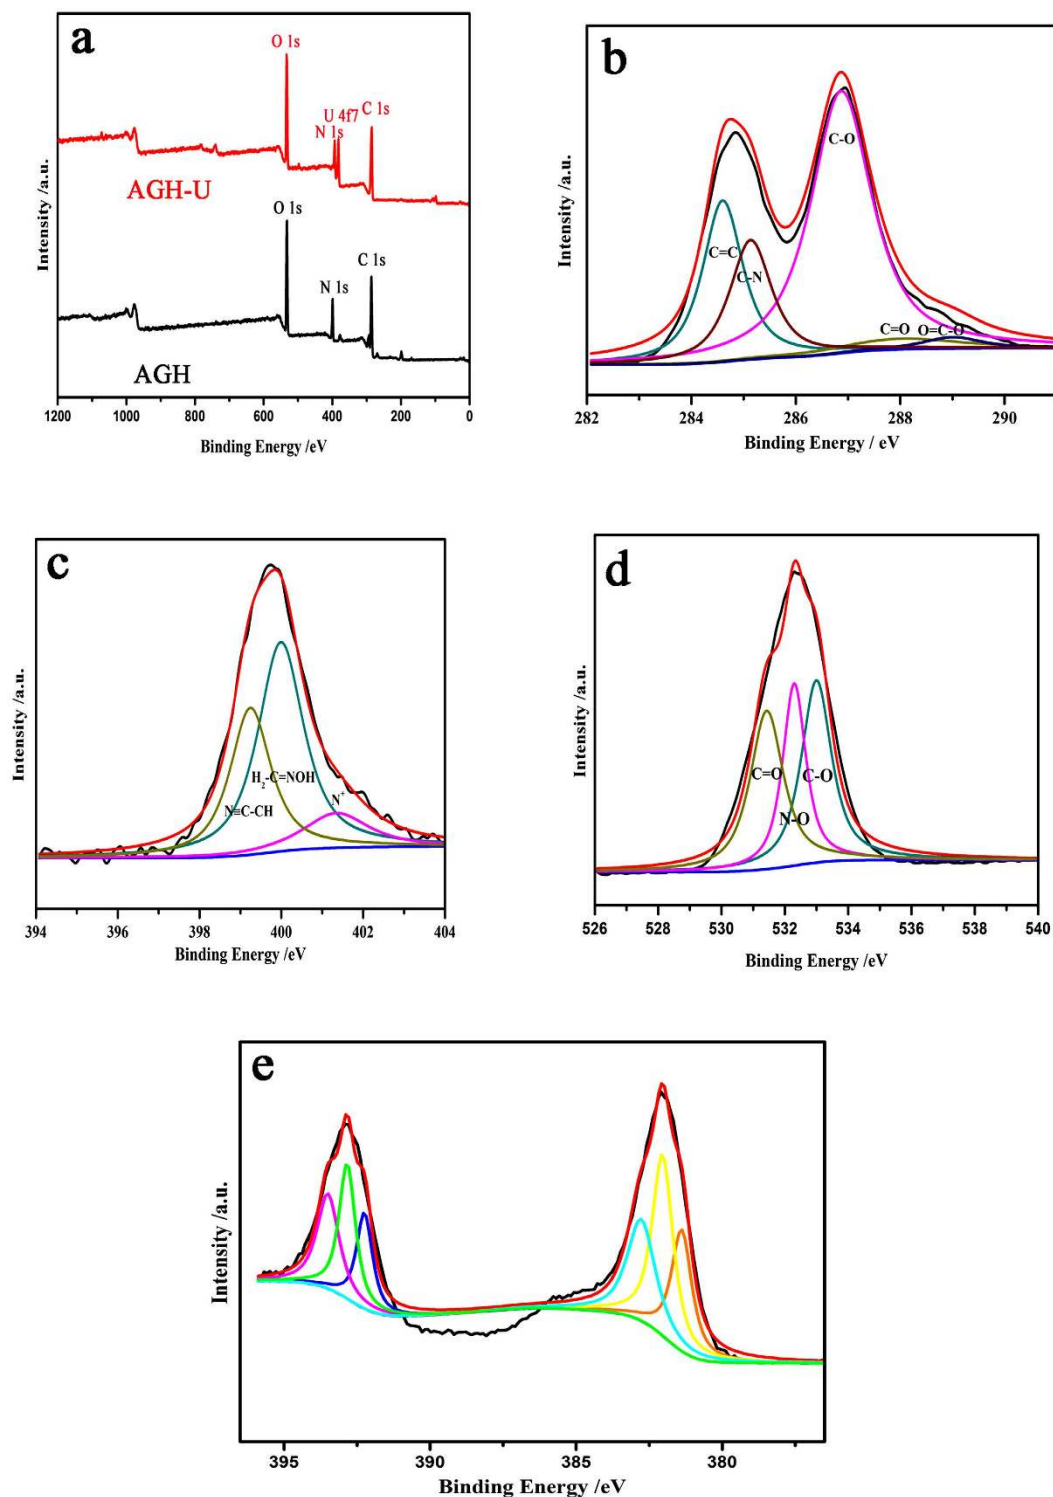 a
O 1s
U 4f7
C 1s
N 1s
AGH-U
O 1s
C 1s
N 1s
AGH
Intensity /a.u.
1200 1000 800 600 400 200 0
Binding Energy /eV
b
C-O
C=C
C-N
C=O O=C-O
Intensity /a.u.
282 284 286 288 290
Binding Energy / eV
c
H2-C=NOH
N≡C-CH
N+
Intensity /a.u.
394 396 398 400 402 404
Binding Energy /eV
d
C=O C-O
N-O
Intensity /a.u.
526 528 530 532 534 536 538 540
Binding Energy /eV
e
Intensity /a.u.
395 390 385 380
Binding Energy /eV